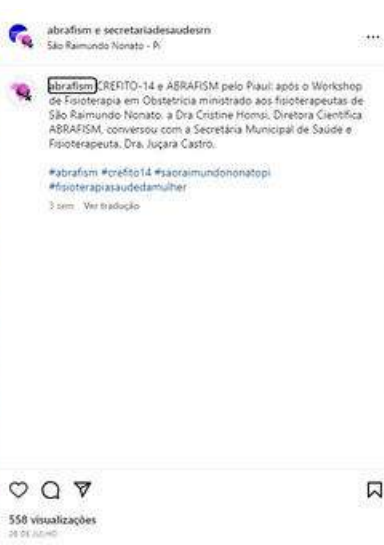 abrafism e secretariadesaudesrn
São Raimundo Nonato - Pi
abrafism CREFITO-14 e ABRAFISM pelo Piauí: após o Workshop
de Fisioterapia em Obstetrícia ministrado aos fisioterapeutas de
São Raimundo Nonato, a Dra Cristine Homsi, Diretora Científica
ABRAFISM, conversou com a Secretária Municipal de Saúde e
Fisioterapeuta, Dra. Juçara Castro.
#abrafism #crefito14 #saoraimundononatopi
#fisioterapiasaudedamulher
3 sem Ver tradução
558 visualizações
28 DE JULHO